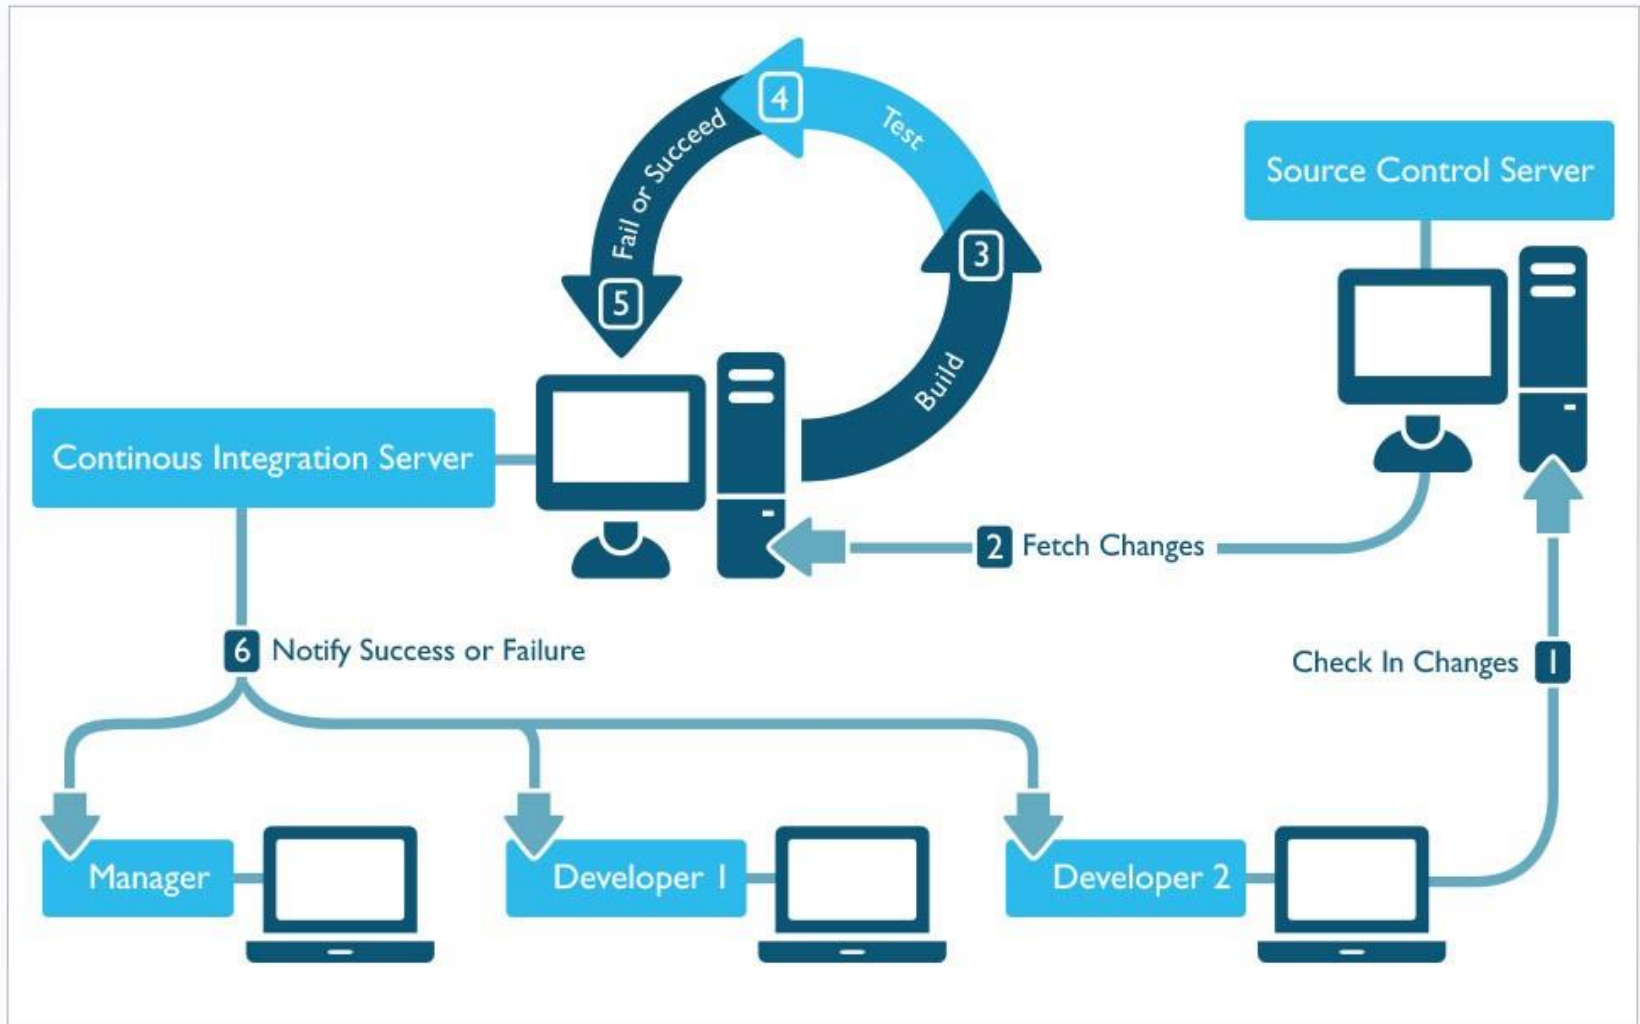 4
Test
Fail or Succeed
Source Control Server
3
5
Build
Continous Integration Server
2 Fetch Changes
6 Notify Success or Failure
Check In Changes 1
Manager
Developer 1
Developer 2